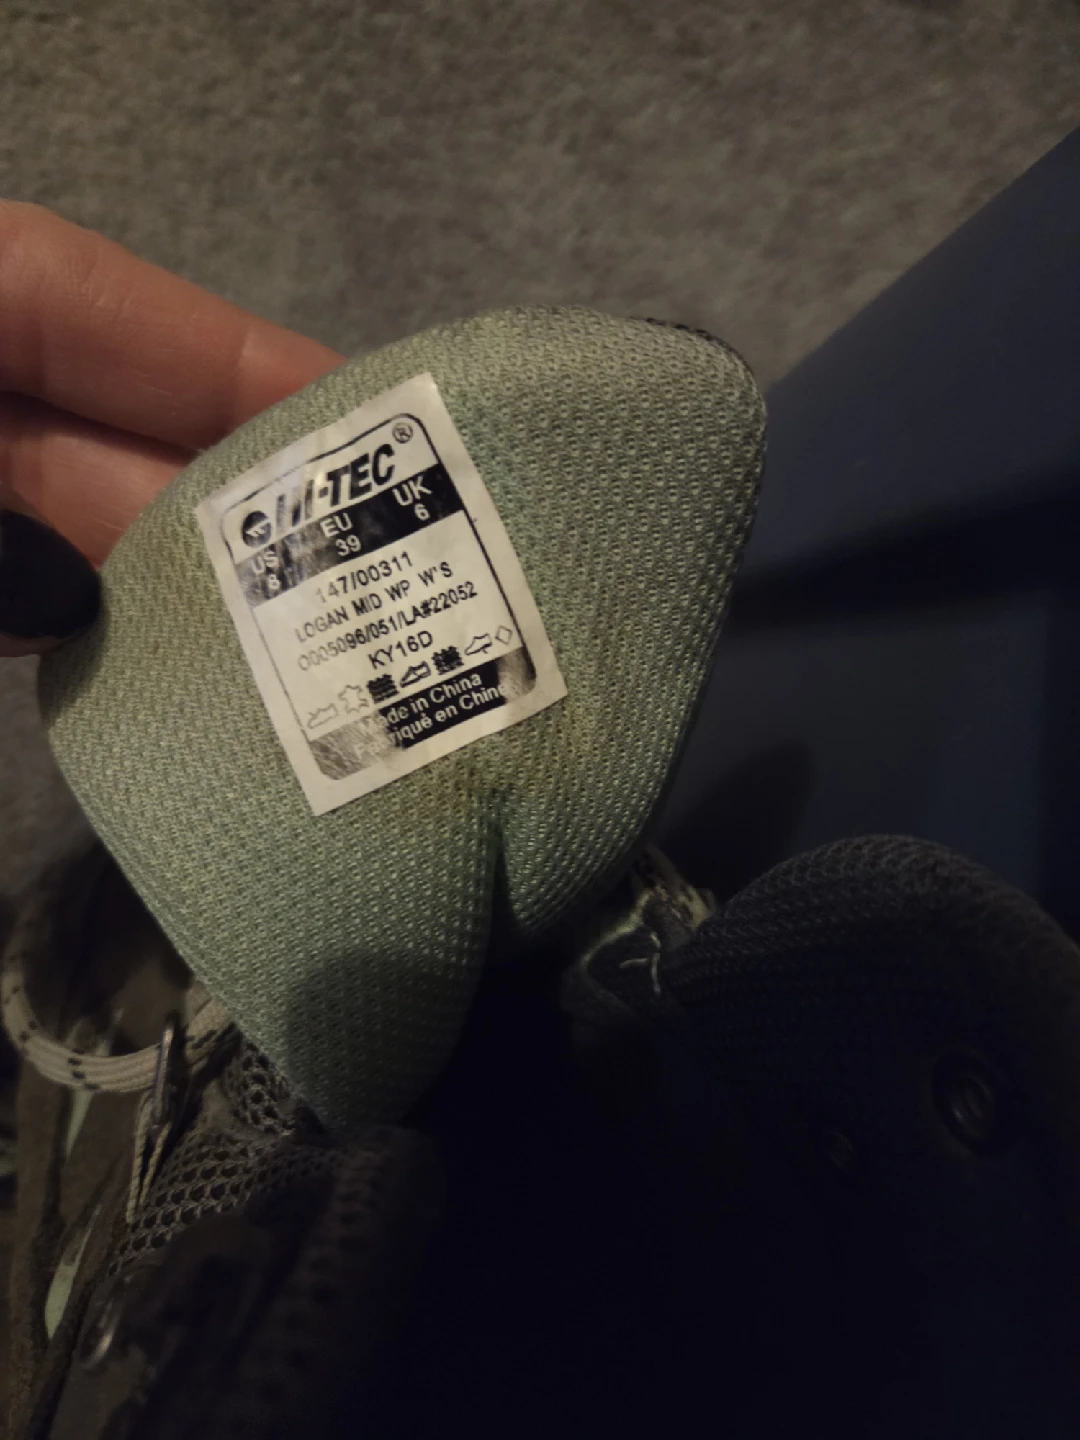 HI-TEC®
US EU UK
8 39 6
147/00311
LOGAN MID WP W'S
O005096/051/LA#22052
KY16D
Made in China
Fabriqué en Chine